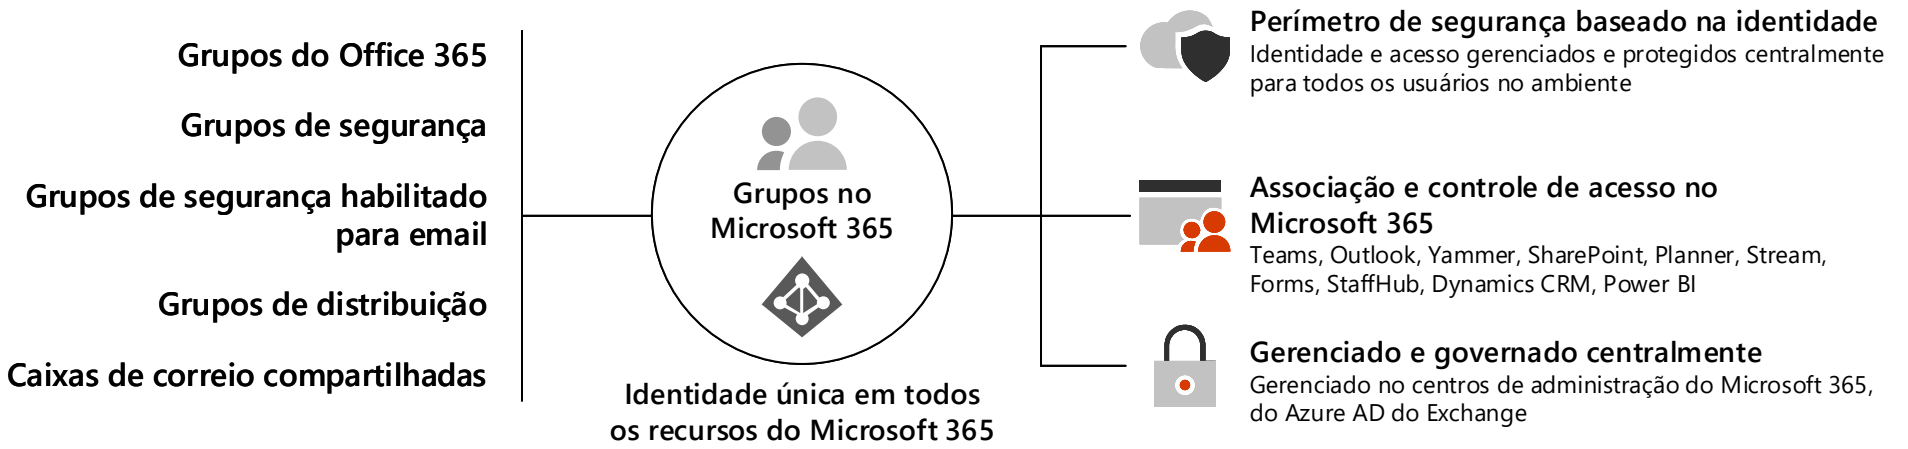 Grupos do Office 365
Grupos de segurança
Grupos de segurança habilitado
para email
Grupos de distribuição
Caixas de correio compartilhadas
Grupos no
Microsoft 365
Identidade única em todos
os recursos do Microsoft 365
Perímetro de segurança baseado na identidade
Identidade e acesso gerenciados e protegidos centralmente
para todos os usuários no ambiente
Associação e controle de acesso no
Microsoft 365
Teams, Outlook, Yammer, SharePoint, Planner, Stream,
Forms, StaffHub, Dynamics CRM, Power BI
Gerenciado e governado centralmente
Gerenciado no centros de administração do Microsoft 365,
do Azure AD do Exchange